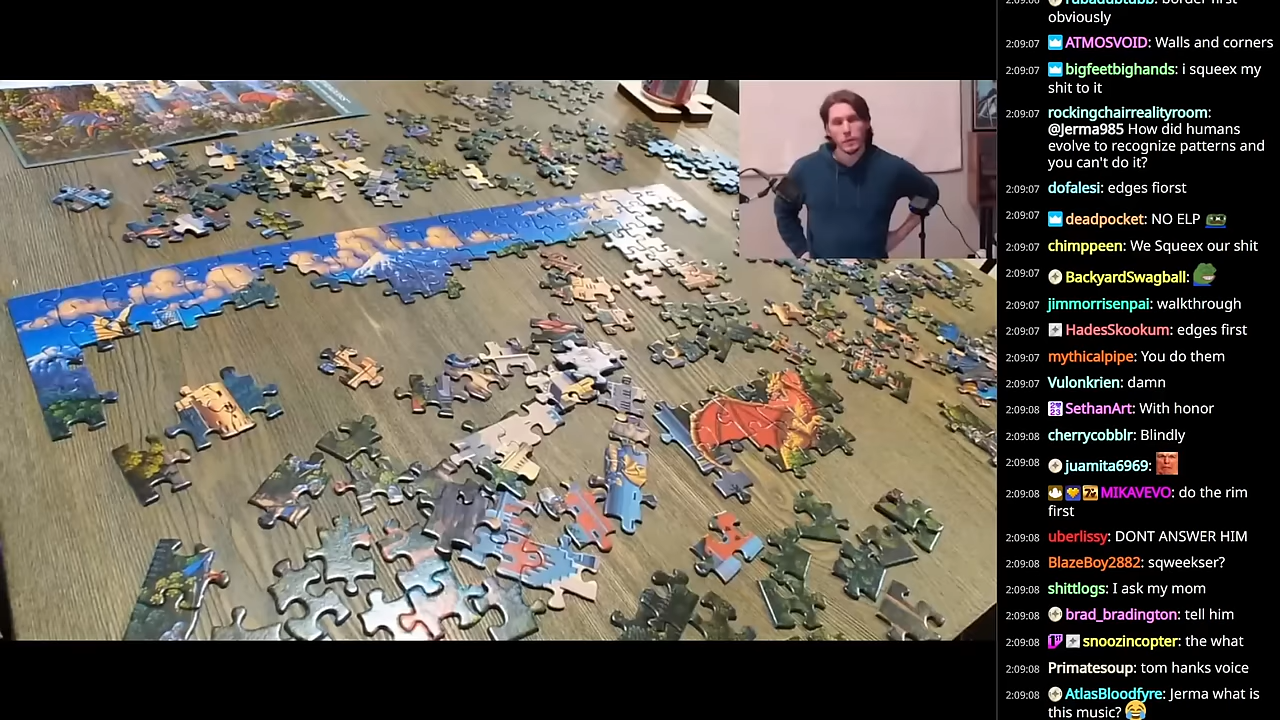 2:09:06 rubaddubtubb: border first
obviously
2:09:07 ATMOSVOID: Walls and corners
2:09:07 bigfeetbighands: i squeex my
shit to it
2:09:07 rockingchairrealityroom:
@Jerma985 How did humans
evolve to recognize patterns and
you can't do it?
2:09:07 dofalesi: edges fiorst
2:09:07 deadpocket: NO ELP
2:09:07 chimppeen: We Squeex our shit
2:09:07 BackyardSwagball:
2:09:07 jimmorrisenpai: walkthrough
2:09:07 HadesSkookum: edges first
2:09:07 mythicalpipe: You do them
2:09:07 Vulonkrien: damn
2:09:08 SethanArt: With honor
2:09:08 cherrycobblr: Blindly
2:09:08 juamita6969:
2:09:08 MIKAVEVO: do the rim
first
2:09:08 uberlissy: DONT ANSWER HIM
2:09:08 BlazeBoy2882: sqweekser?
2:09:08 shittlogs: I ask my mom
2:09:08 brad_bradington: tell him
2:09:08 snoozincopter: the what
2:09:08 Primatesoup: tom hanks voice
2:09:08 AtlasBloodfyre: Jerma what is
this music?